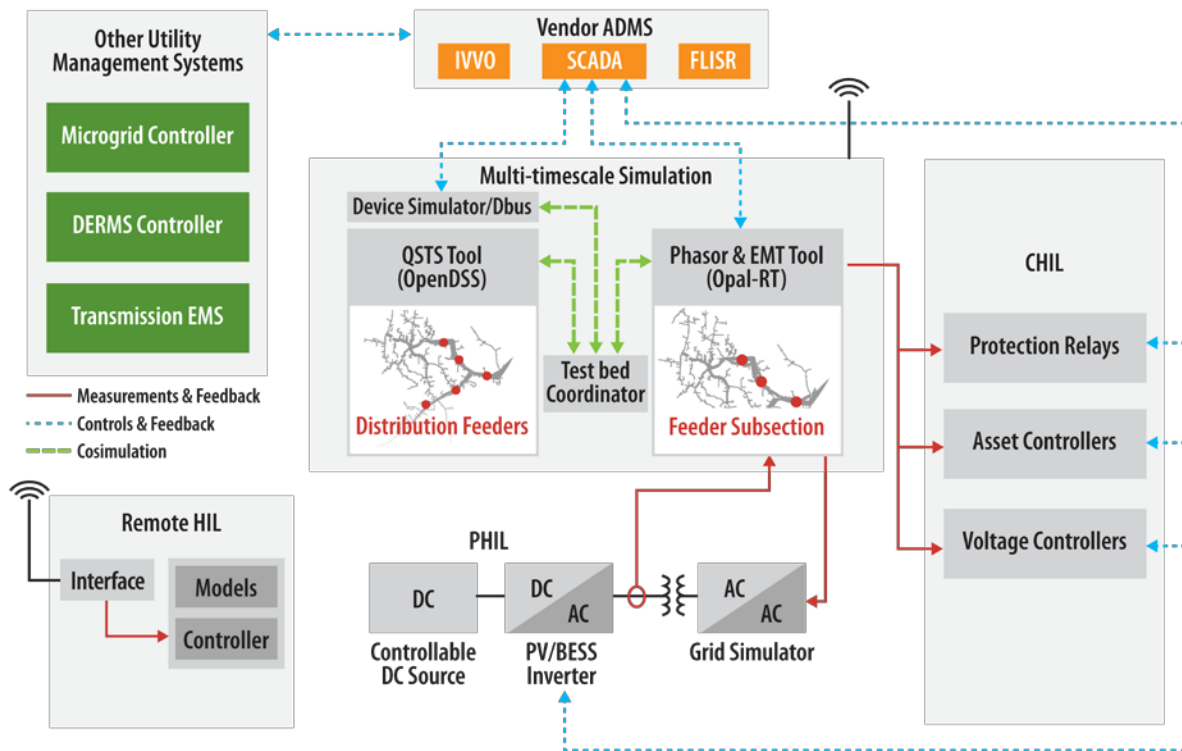 Other Utility
Management Systems
Microgrid Controller
DERMS Controller
Transmission EMS
Vendor ADMS
IVVO
SCADA
FLISR
Measurements & Feedback
Controls & Feedback
Cosimulation
Multi-timescale Simulation
Device Simulator/Dbus
QSTS Tool
(OpenDSS)
Distribution Feeders
Test bed
Coordinator
Phasor & EMT Tool
(Opal-RT)
Feeder Subsection
CHIL
Protection Relays
Asset Controllers
Voltage Controllers
Remote HIL
Interface
Models
Controller
PHIL
DC
Controllable
DC Source
DC
AC
PV/BESS
Inverter
AC
AC
Grid Simulator